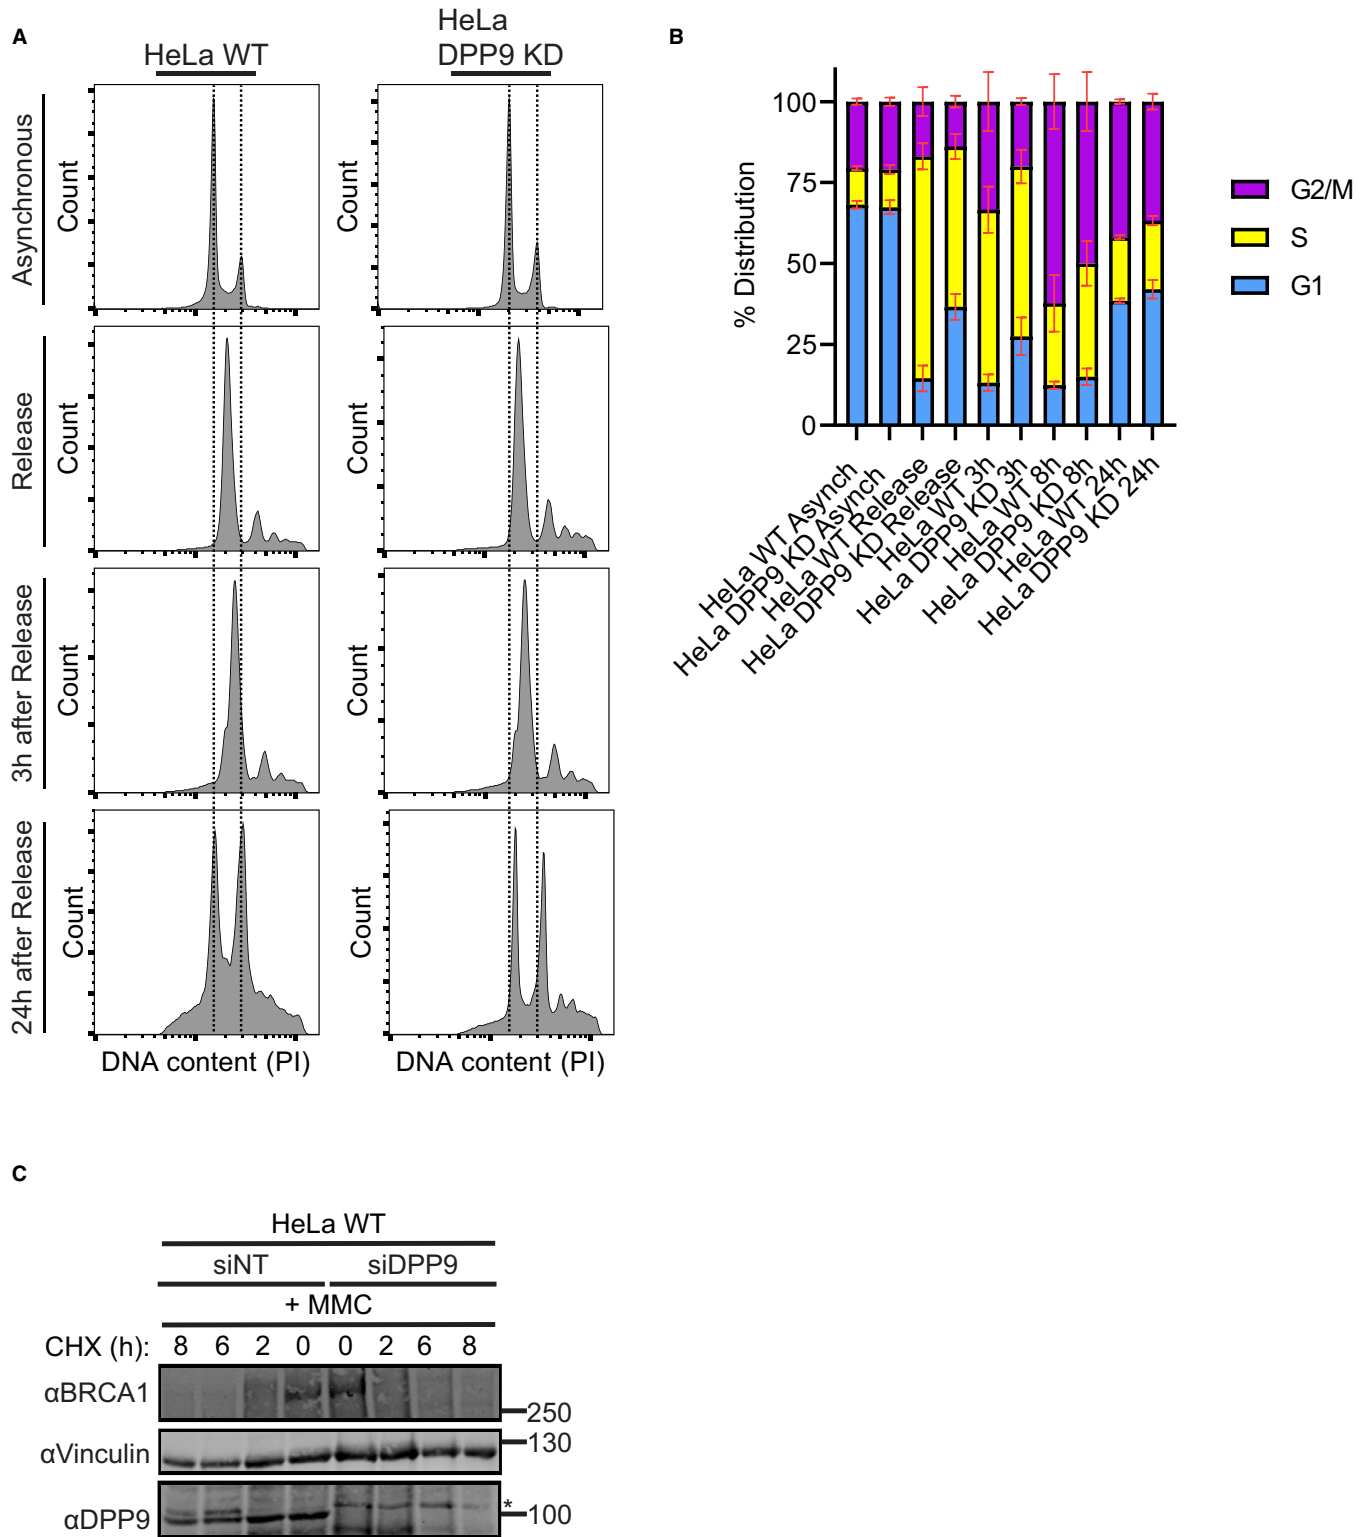 A
HeLa WT
HeLa
DPP9 KD
Asynchronous
Count
Count
Release
Count
Count
3h after Release
Count
Count
24h after Release
Count
Count
DNA content (PI)
DNA content (PI)
B
% Distribution
100
75
50
25
0
HeLa WT Asynch
HeLa DPP9 KD Asynch
HeLa WT Release
HeLa DPP9 KD Release
HeLa WT 3h
HeLa DPP9 KD 3h
HeLa WT 8h
HeLa DPP9 KD 8h
HeLa WT 24h
HeLa DPP9 KD 24h
G2/M
S
G1
C
HeLa WT
siNT siDPP9
+ MMC
CHX (h): 8 6 2 0 0 2 6 8
αBRCA1
250
αVinculin
130
αDPP9
* 100